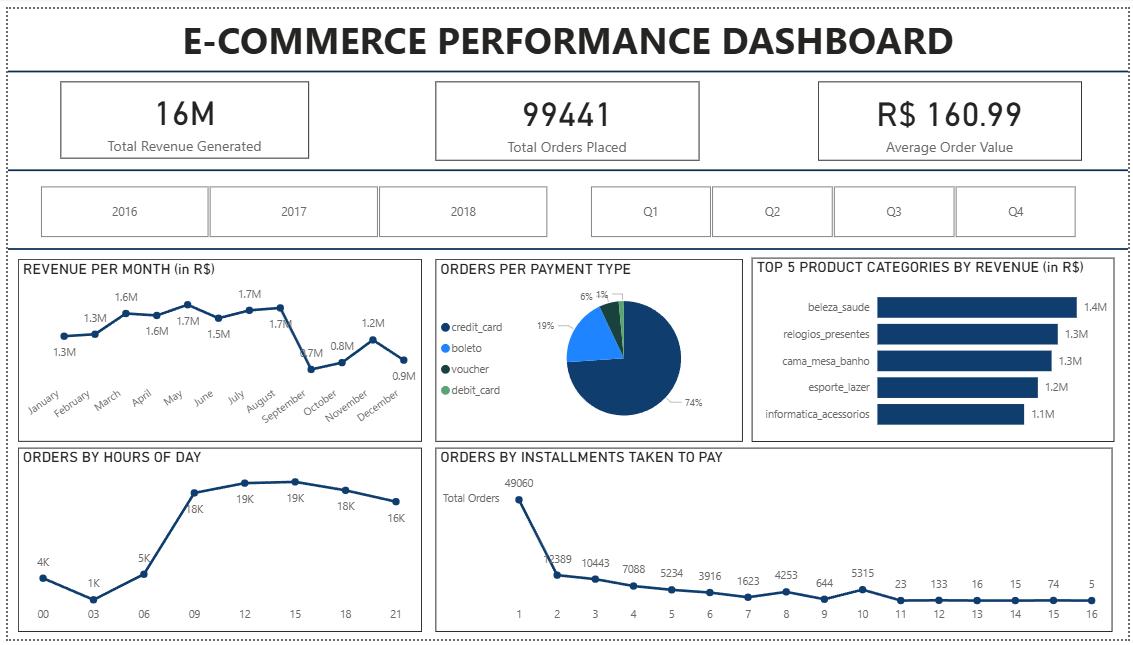 E-COMMERCE PERFORMANCE DASHBOARD
16M
Total Revenue Generated
99441
Total Orders Placed
R$ 160.99
Average Order Value
2016 2017 2018 Q1 Q2 Q3 Q4
REVENUE PER MONTH (in R$)
1.3M 1.3M 1.6M 1.6M 1.7M 1.5M 1.7M 1.7M 0.7M 0.8M 1.2M 0.9M
January February March April May June July August September October November December
ORDERS PER PAYMENT TYPE
credit_card
boleto
voucher
debit_card
74%
19%
6%
1%
TOP 5 PRODUCT CATEGORIES BY REVENUE (in R$)
beleza_saude 1.4M
relogios_presentes 1.3M
cama_mesa_banho 1.3M
esporte_lazer 1.2M
informatica_acessorios 1.1M
ORDERS BY HOURS OF DAY
4K 1K 5K 18K 19K 19K 18K 16K
00 03 06 09 12 15 18 21
ORDERS BY INSTALLMENTS TAKEN TO PAY
Total Orders
49060 12389 10443 7088 5234 3916 1623 4253 644 5315 23 133 16 15 74 5
1 2 3 4 5 6 7 8 9 10 11 12 13 14 15 16